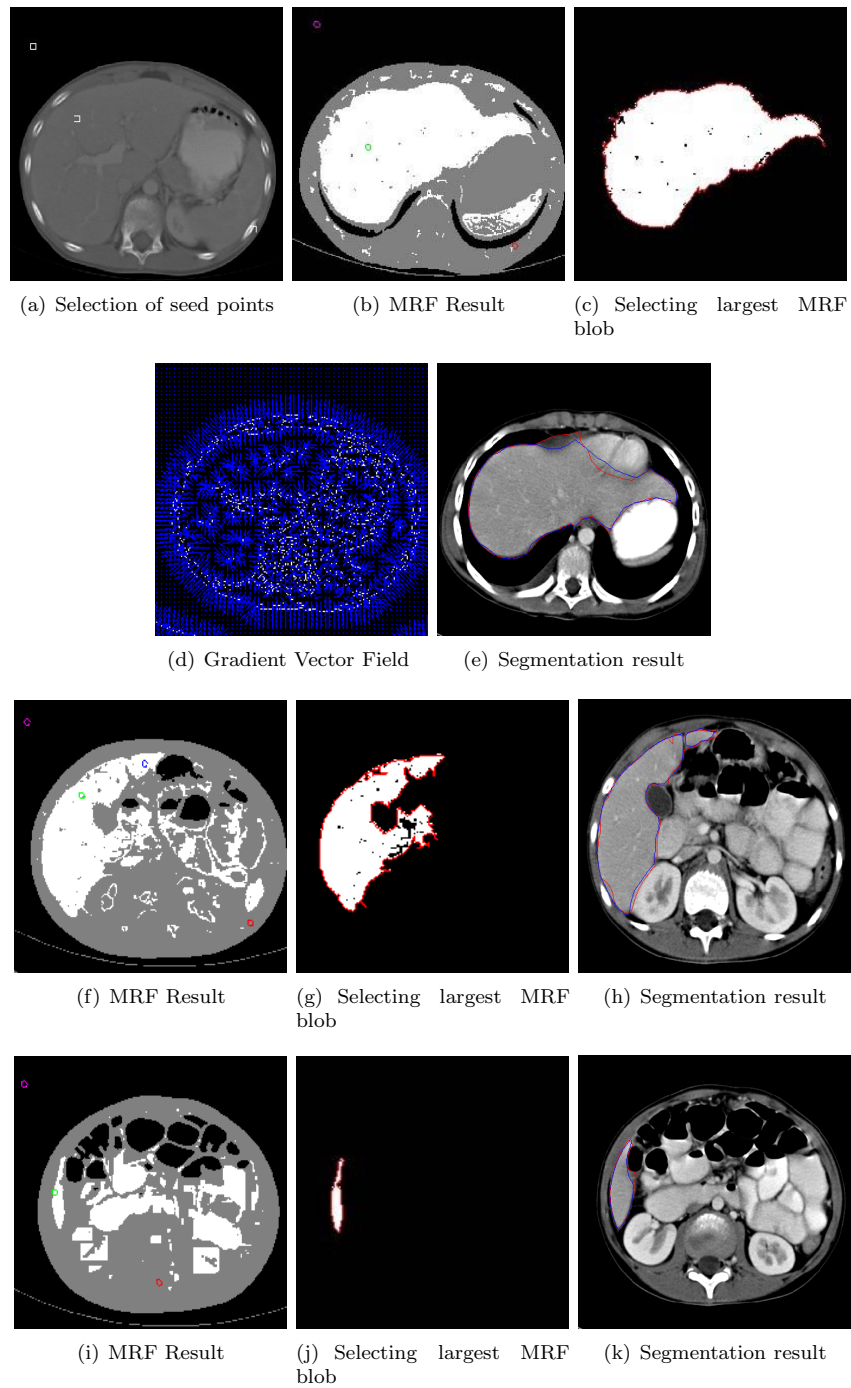 (a) Selection of seed points
(b) MRF Result
(c) Selecting largest MRF
blob
(d) Gradient Vector Field
(e) Segmentation result
(f) MRF Result
(g) Selecting largest MRF
blob
(h) Segmentation result
(i) MRF Result
(j) Selecting largest MRF
blob
(k) Segmentation result